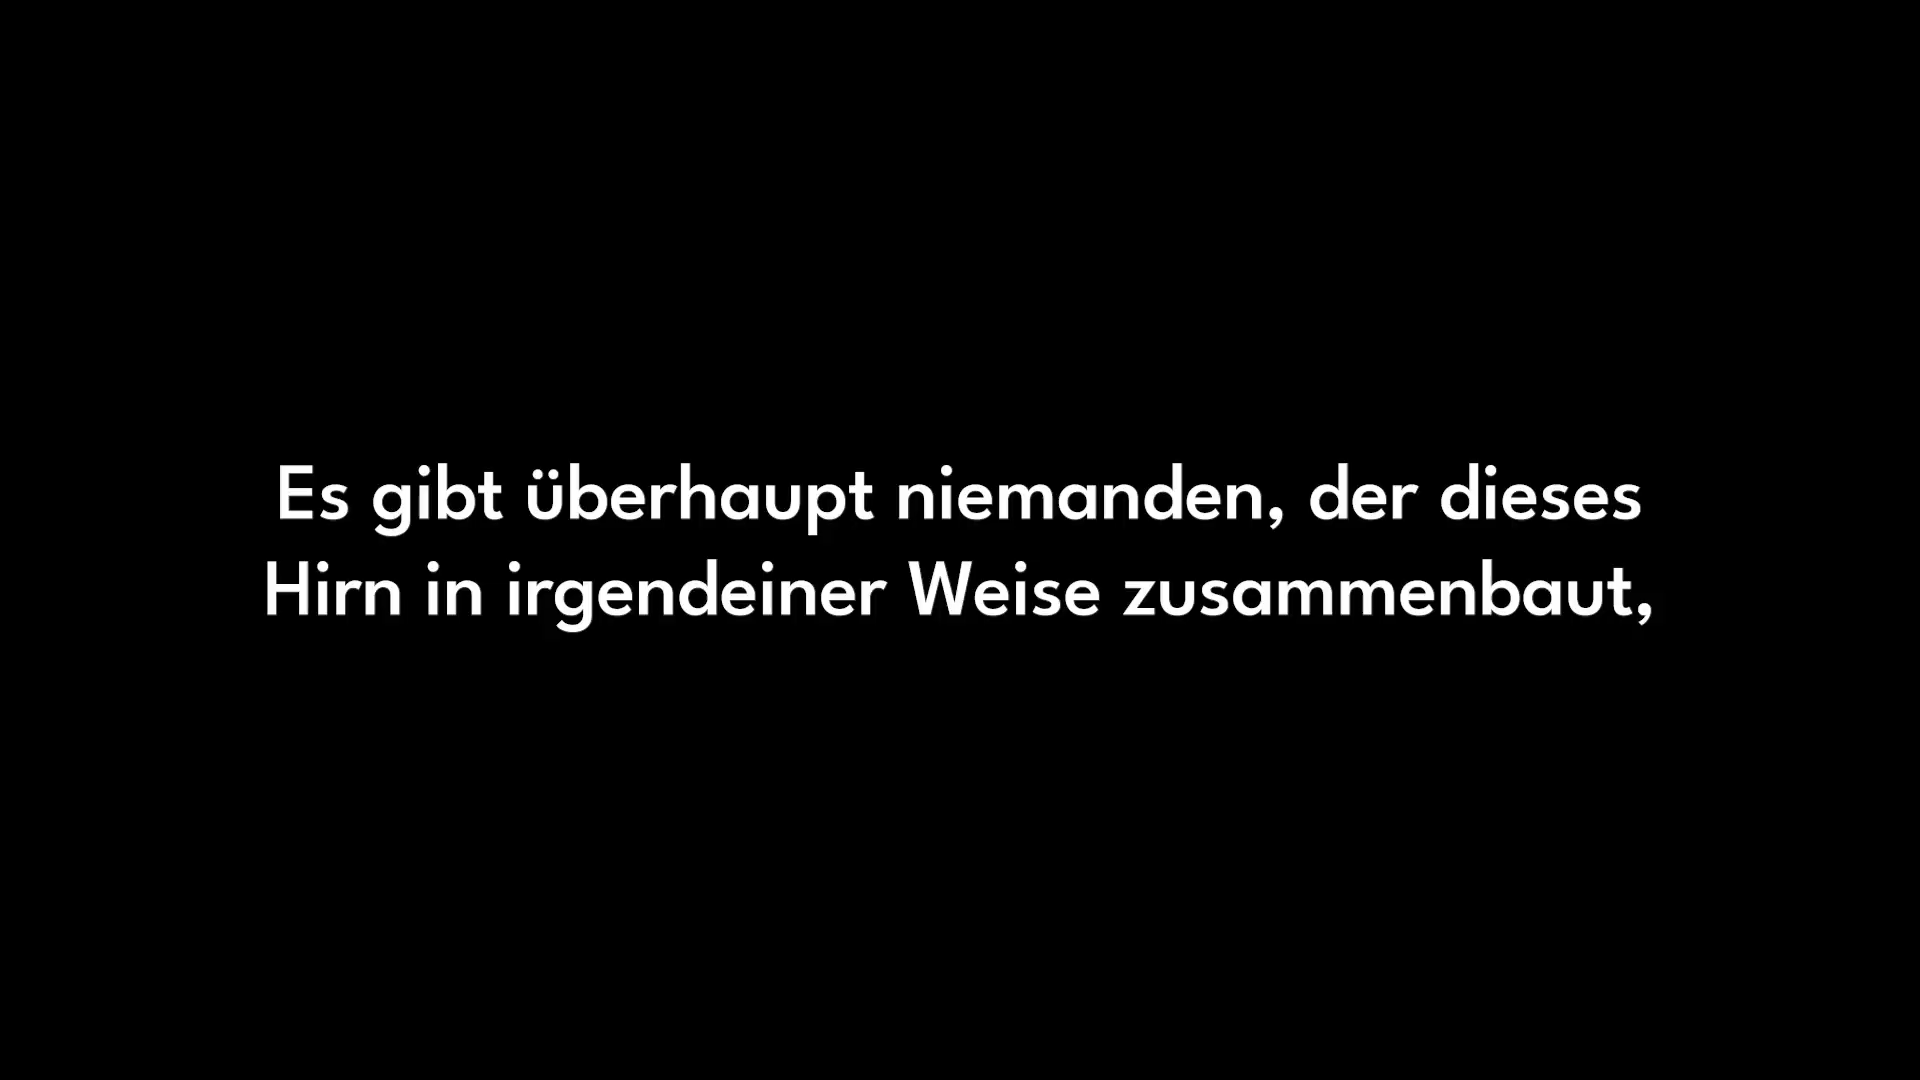 Es gibt überhaupt niemanden, der dieses
Hirn in irgendeiner Weise zusammenbaut,